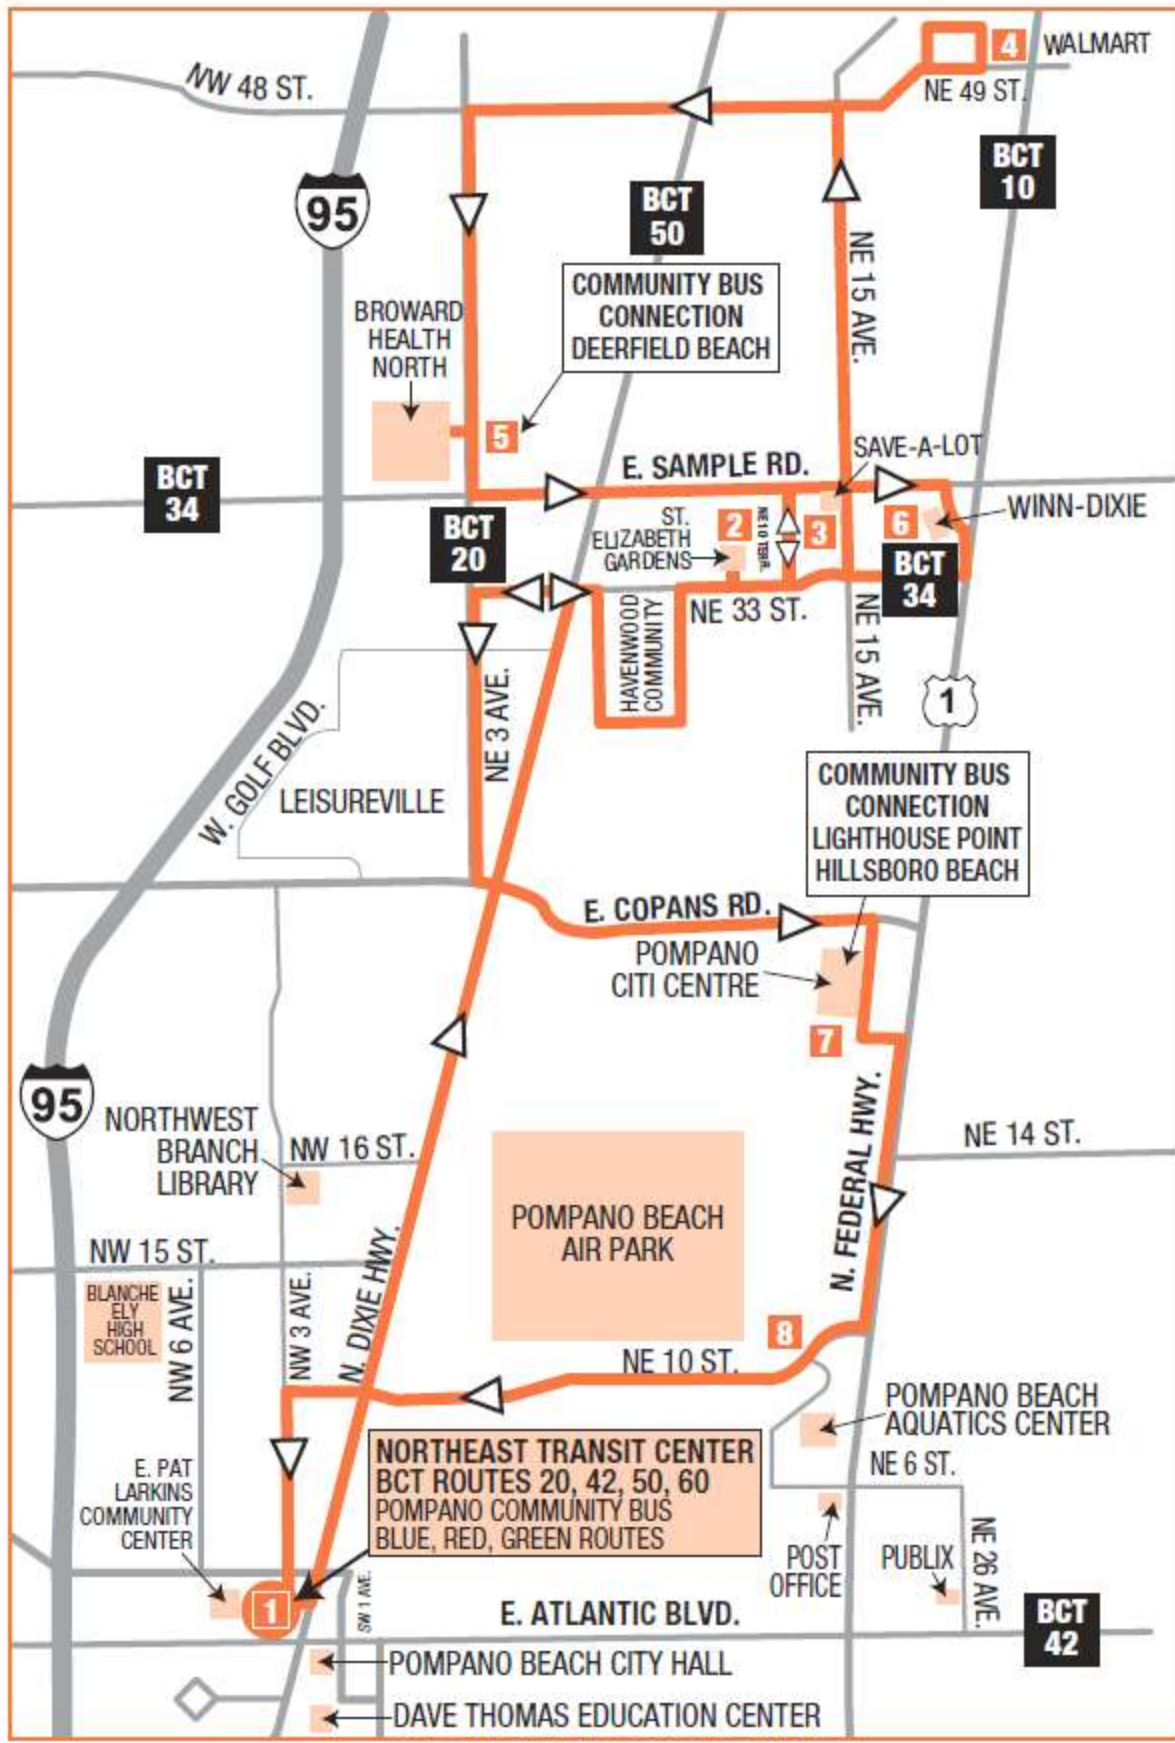 4
WALMART
NW 48 ST.
NE 49 ST.
BCT
10
95
BCT
50
NE 15 AVE.
COMMUNITY BUS
CONNECTION
DEERFIELD BEACH
BROWARD
HEALTH
NORTH
5
SAVE-A-LOT
E. SAMPLE RD.
BCT
34
WINN-DIXIE
BCT
20
ST.
ELIZABETH
GARDENS
2
NE 10 TERR.
3
6
BCT
34
NE 33 ST.
HAVENWOOD
COMMUNITY
NE 15 AVE.
1
NE 3 AVE.
W. GOLF BLVD.
LEISUREVILLE
COMMUNITY BUS
CONNECTION
LIGHTHOUSE POINT
HILLSBORO BEACH
E. COPANS RD.
POMPANO
CITI CENTRE
7
95
NORTHWEST
BRANCH
LIBRARY
NW 16 ST.
NE 14 ST.
N. FEDERAL HWY.
POMPANO BEACH
AIR PARK
NW 15 ST.
BLANCHE
ELY
HIGH
SCHOOL
NW 6 AVE.
NW 3 AVE.
N. DIXIE HWY.
8
NE 10 ST.
POMPANO BEACH
AQUATICS CENTER
NORTHEAST TRANSIT CENTER
BCT ROUTES 20, 42, 50, 60
POMPANO COMMUNITY BUS
BLUE, RED, GREEN ROUTES
NE 6 ST.
E. PAT
LARKINS
COMMUNITY
CENTER
POST
OFFICE
PUBLIX
NE 26 AVE.
1
SW 1 AVE.
E. ATLANTIC BLVD.
BCT
42
POMPANO BEACH CITY HALL
DAVE THOMAS EDUCATION CENTER